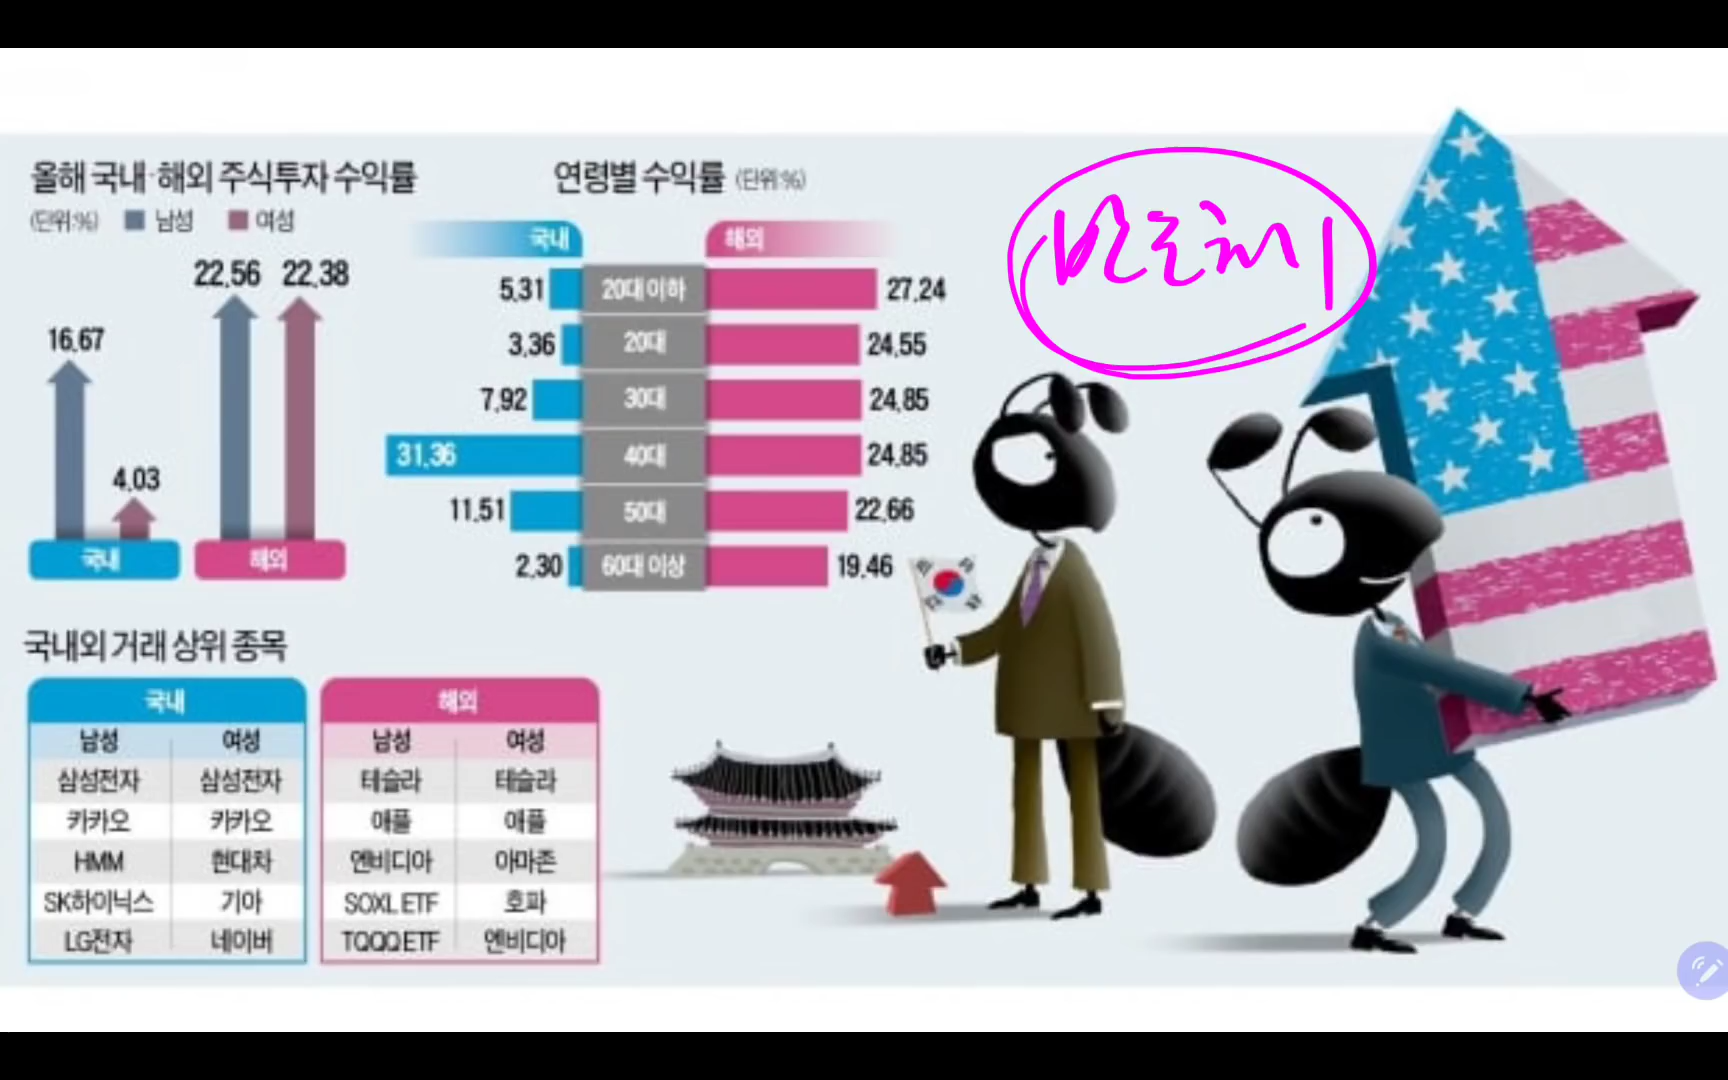 올해 국내·해외 주식투자 수익률
(단위:%) 남성 여성
16.67
4.03
22.56 22.38
국내 해외
연령별 수익률 (단위:%)
국내 해외
5.31 20대 이하 27.24
3.36 20대 24.55
7.92 30대 24.85
31.36 40대 24.85
11.51 50대 22.66
2.30 60대 이상 19.46
반도체
국내외 거래 상위 종목
국내 해외
남성 여성 남성 여성
삼성전자 삼성전자 테슬라 테슬라
카카오 카카오 애플 애플
HMM 현대차 엔비디아 아마존
SK하이닉스 기아 SOXL ETF 호파
LG전자 네이버 TQQQ ETF 엔비디아